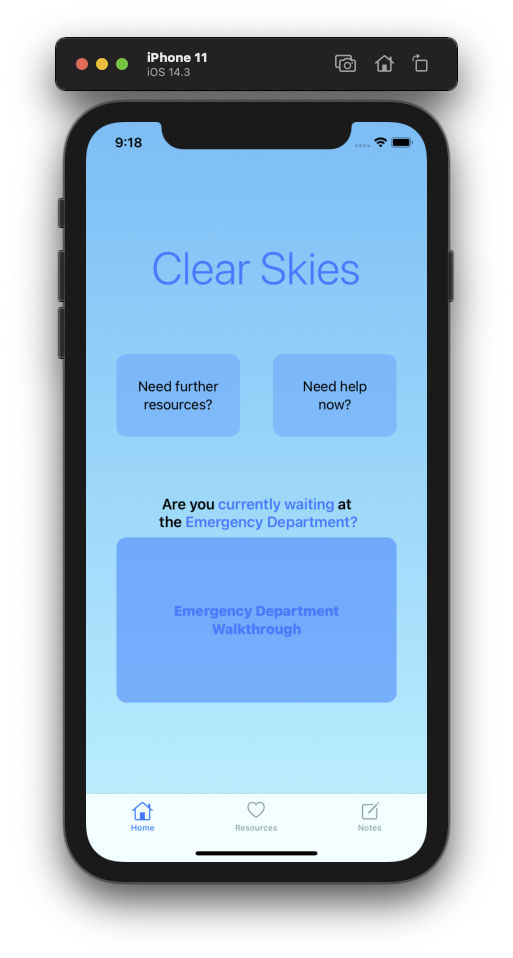 iPhone 11
iOS 14.3
9:18
Clear Skies
Need further
resources?
Need help
now?
Are you currently waiting at
the Emergency Department?
Emergency Department
Walkthrough
Home
Resources
Notes